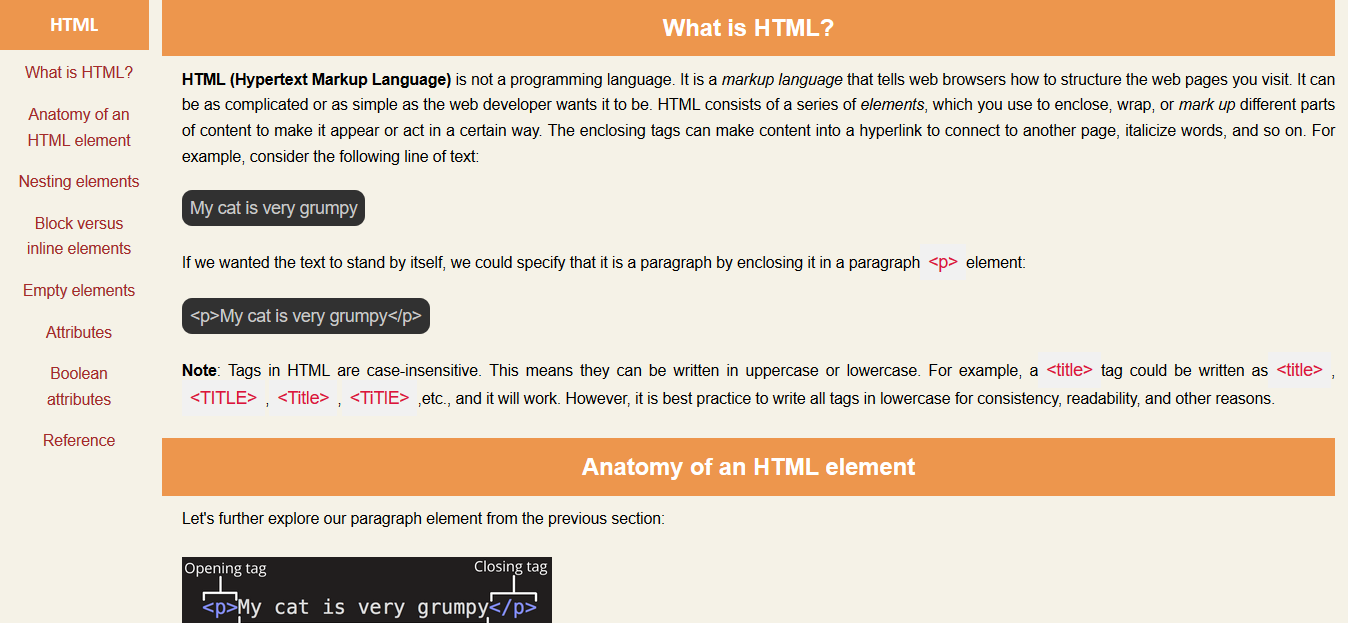 HTML
What is HTML?
Anatomy of an
HTML element
Nesting elements
Block versus
inline elements
Empty elements
Attributes
Boolean
attributes
Reference
What is HTML?
HTML (Hypertext Markup Language) is not a programming language. It is a markup language that tells web browsers how to structure the web pages you visit. It can
be as complicated or as simple as the web developer wants it to be. HTML consists of a series of elements, which you use to enclose, wrap, or mark up different parts
of content to make it appear or act in a certain way. The enclosing tags can make content into a hyperlink to connect to another page, italicize words, and so on. For
example, consider the following line of text:
My cat is very grumpy
If we wanted the text to stand by itself, we could specify that it is a paragraph by enclosing it in a paragraph <p> element:
<p>My cat is very grumpy</p>
Note: Tags in HTML are case-insensitive. This means they can be written in uppercase or lowercase. For example, a <title> tag could be written as <title> ,
<TITLE> , <Title> , <TiTlE> ,etc., and it will work. However, it is best practice to write all tags in lowercase for consistency, readability, and other reasons.
Anatomy of an HTML element
Let's further explore our paragraph element from the previous section:
Opening tag Closing tag
<p>My cat is very grumpy</p>